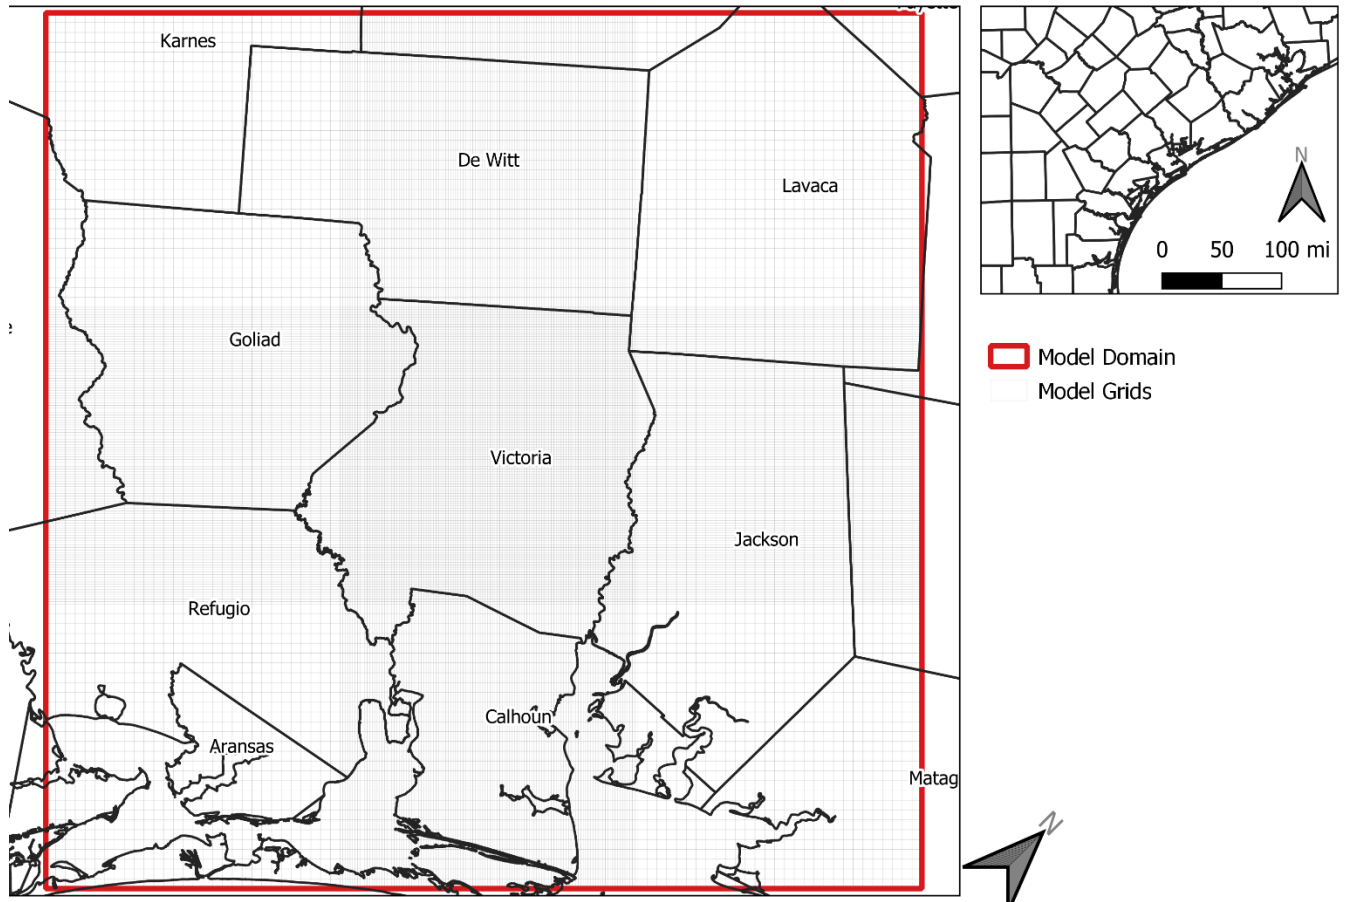 Karnes
De Witt
Lavaca
Goliad
Victoria
Jackson
Refugio
Calhoun
Aransas
Matag
N
0 50 100 mi
Model Domain
Model Grids
N